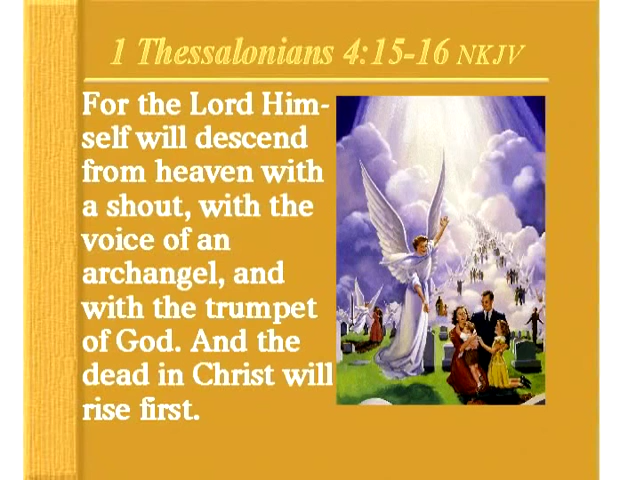 1 Thessalonians 4:15-16 NKJV
For the Lord Him-
self will descend
from heaven with
a shout, with the
voice of an
archangel, and
with the trumpet
of God. And the
dead in Christ will
rise first.